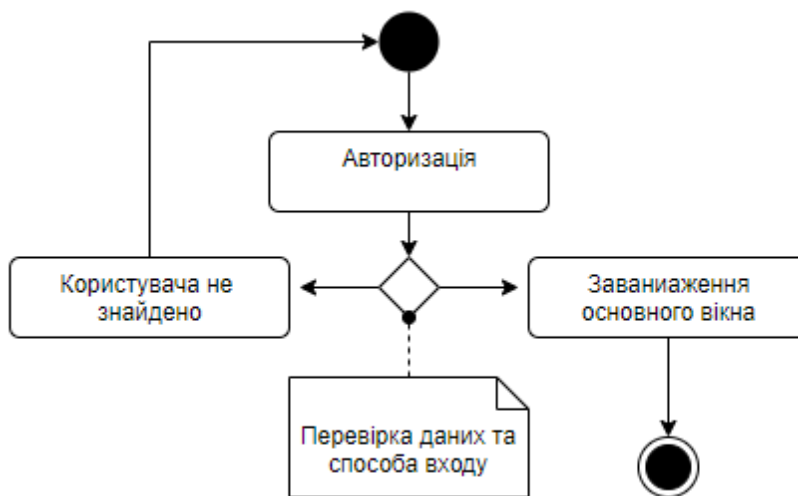 Авторизація
Користувача не
знайдено
Заваниаження
основного вікна
Перевірка даних та
способа входу